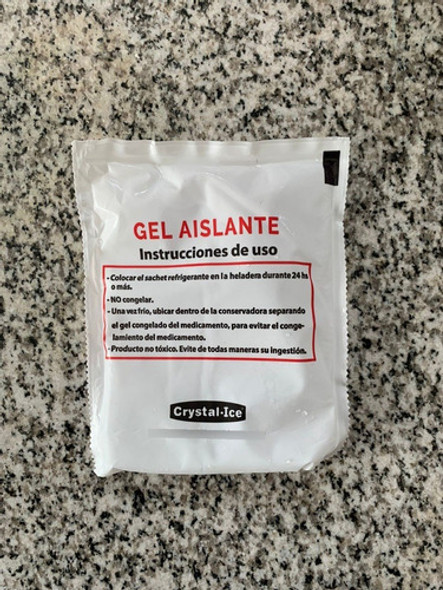 GEL AISLANTE
Instrucciones de uso
- Colocar el sachet refrigerante en la heladera durante 24 hs
o más.
- NO congelar.
- Una vez frío, ubicar dentro de la conservadora separando
el gel congelado del medicamento, para evitar el conge-
lamiento del medicamento.
- Producto no tóxico. Evite de todas maneras su ingestión.
Crystal-Ice